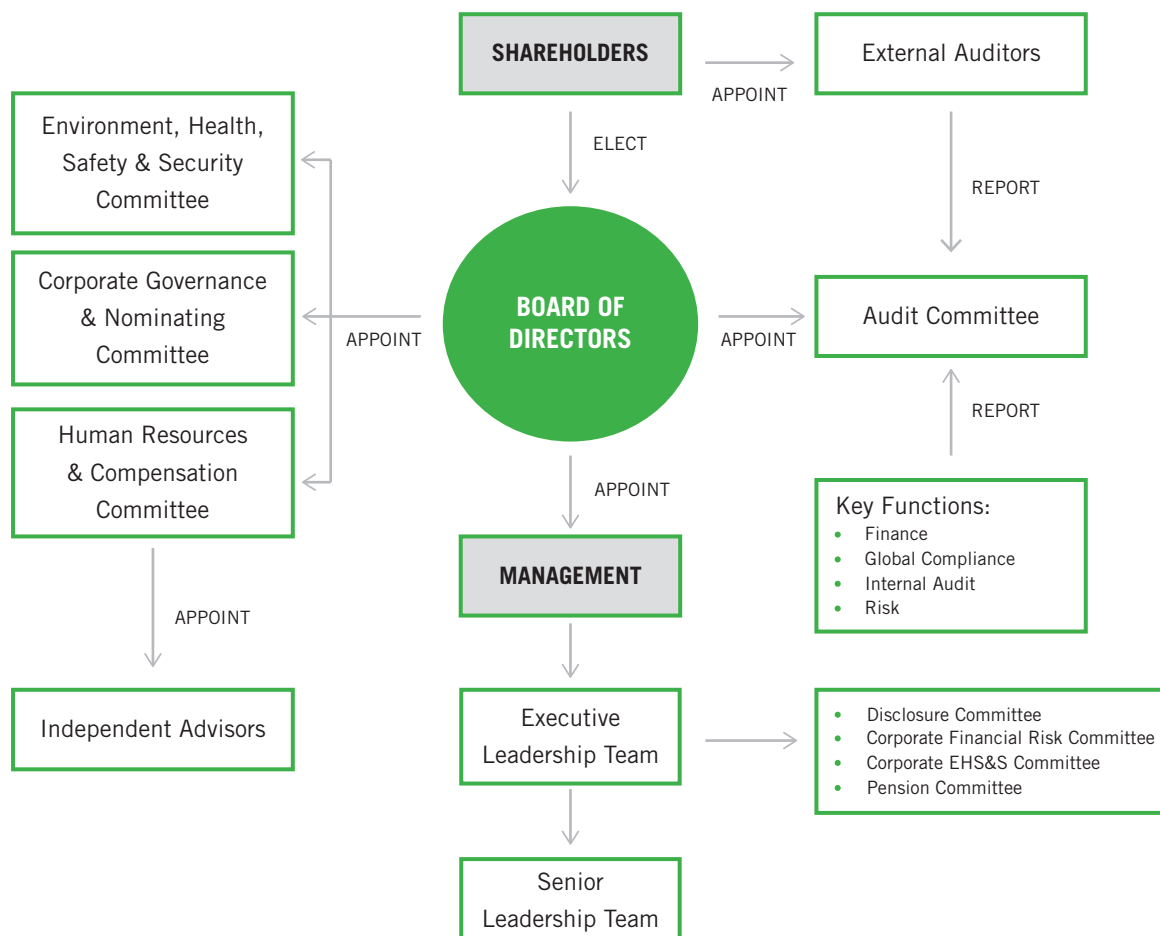 SHAREHOLDERS
APPOINT
External Auditors
ELECT
REPORT
Environment, Health,
Safety & Security
Committee
Corporate Governance
& Nominating
Committee
Human Resources
& Compensation
Committee
APPOINT
BOARD OF
DIRECTORS
APPOINT
Audit Committee
REPORT
Key Functions:
• Finance
• Global Compliance
• Internal Audit
• Risk
APPOINT
MANAGEMENT
APPOINT
Independent Advisors
Executive
Leadership Team
• Disclosure Committee
• Corporate Financial Risk Committee
• Corporate EHS&S Committee
• Pension Committee
Senior
Leadership Team